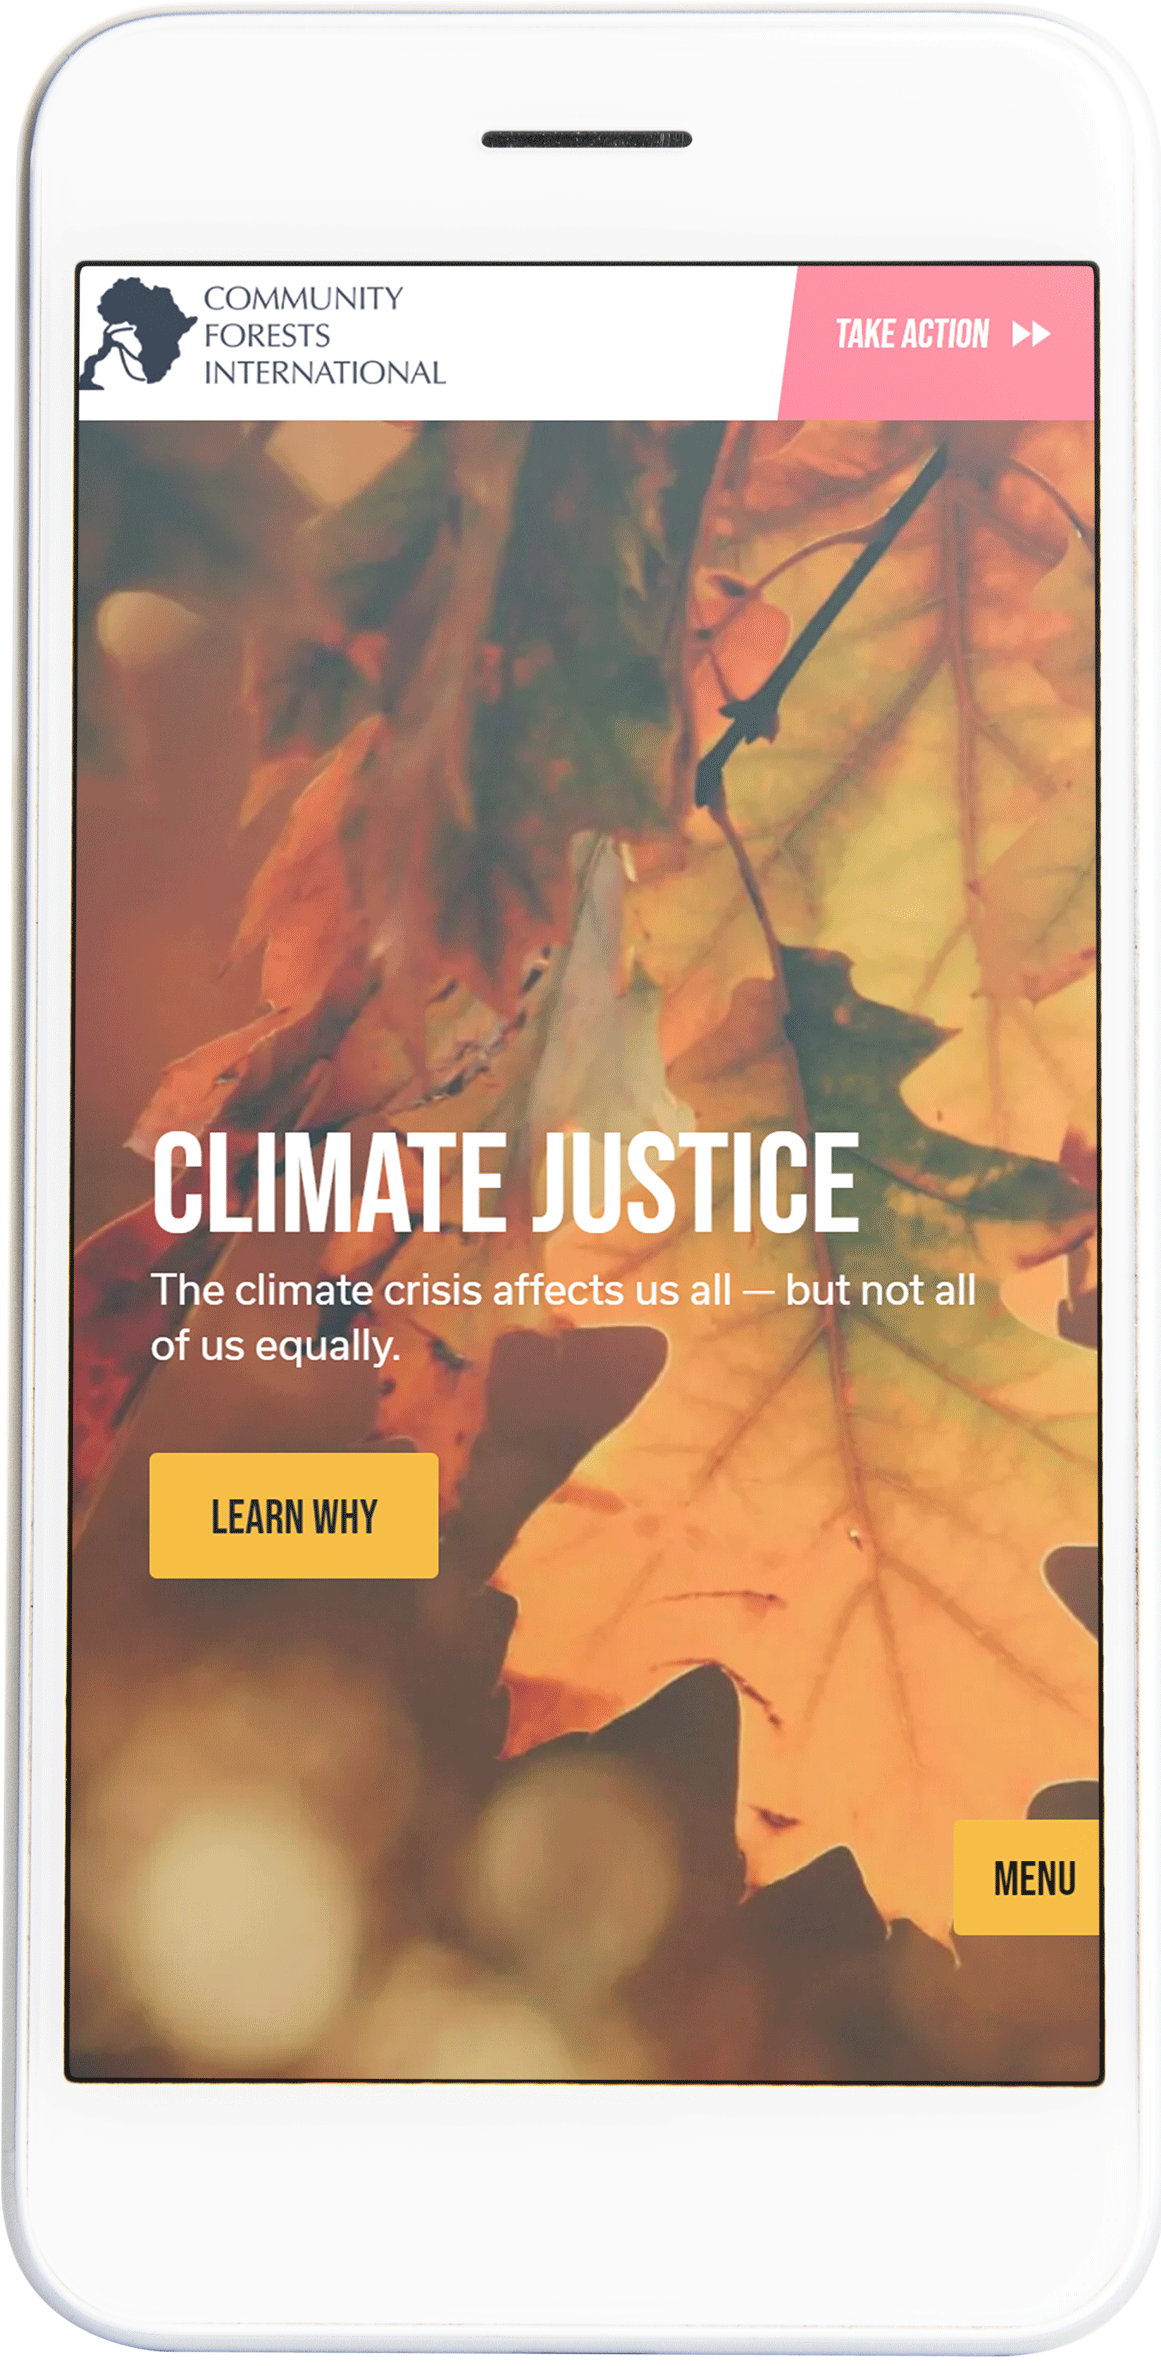 COMMUNITY
FORESTS
INTERNATIONAL
TAKE ACTION
CLIMATE JUSTICE
The climate crisis affects us all — but not all
of us equally.
LEARN WHY
MENU